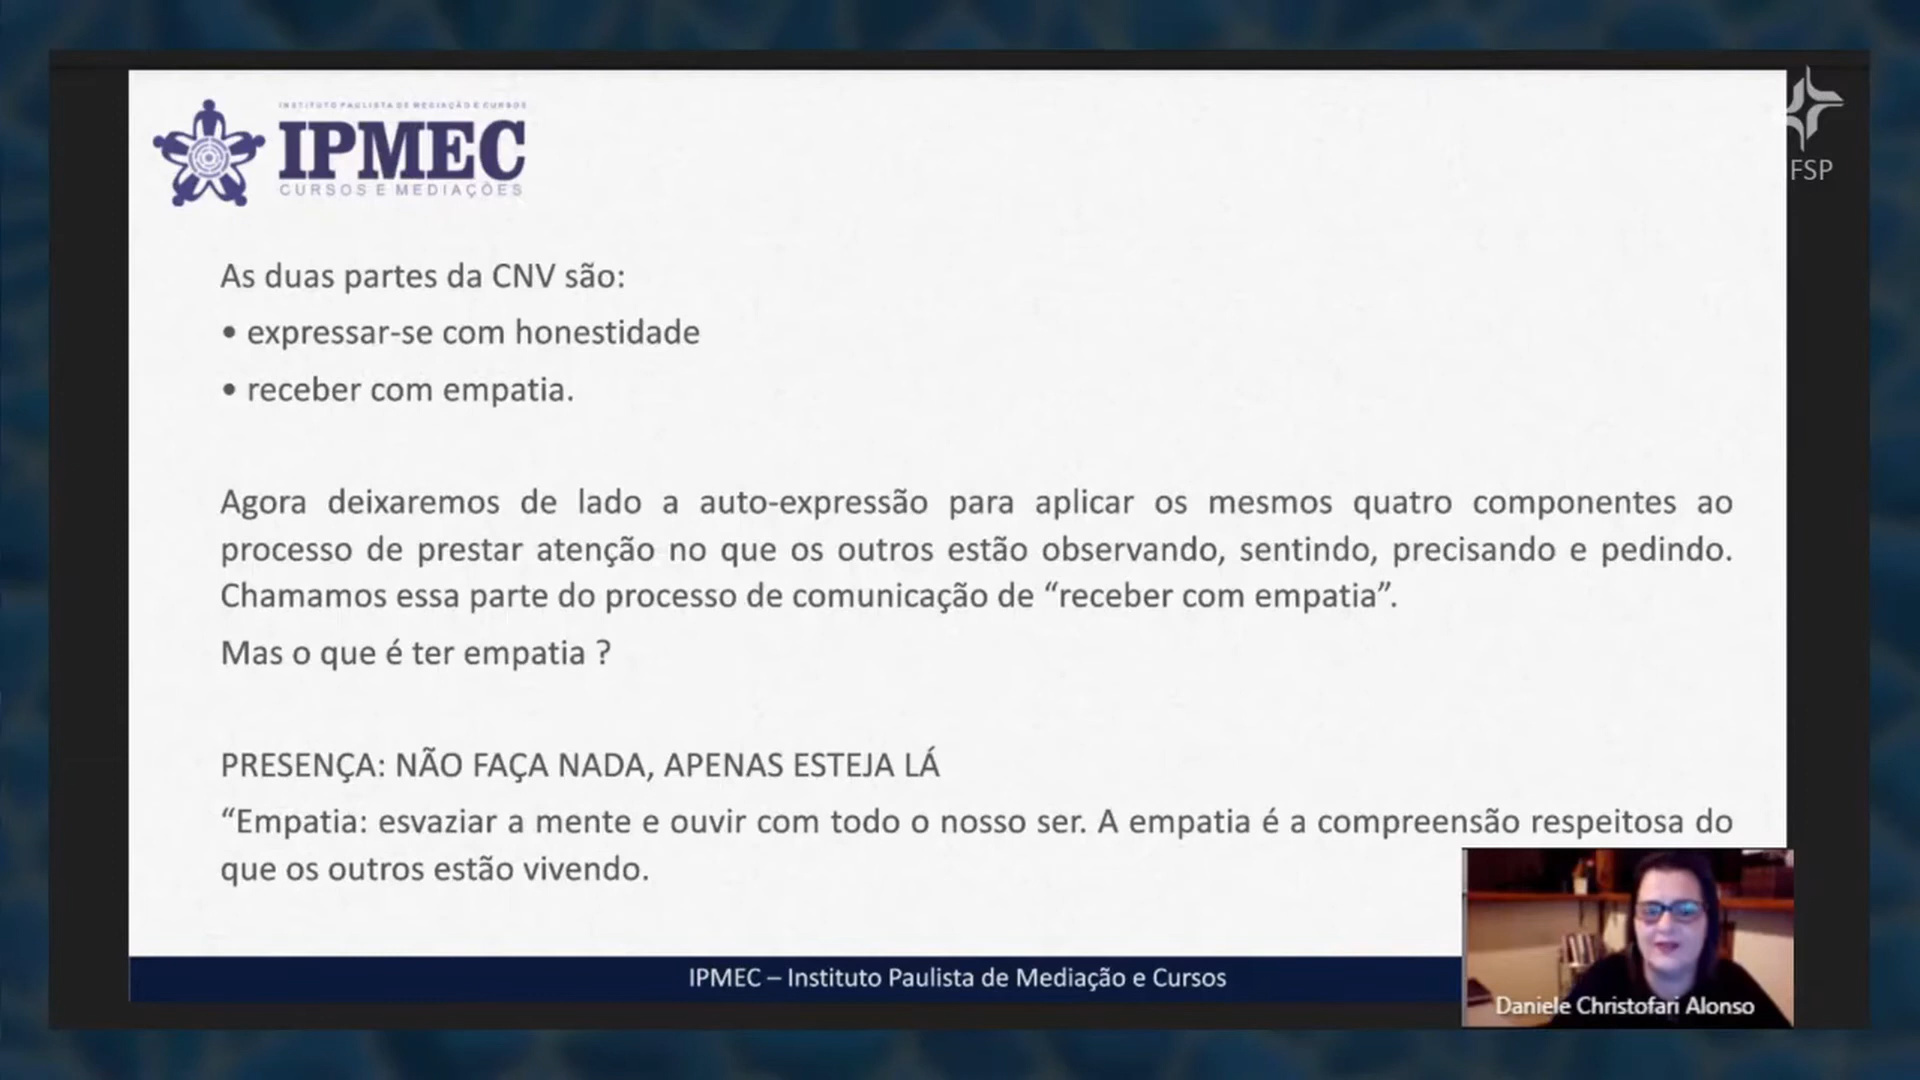 INSTITUTO PAULISTA DE MEDIAÇÃO E CURSOS
IPMEC
CURSOS E MEDIAÇÕES
FSP
As duas partes da CNV são:
• expressar-se com honestidade
• receber com empatia.
Agora deixaremos de lado a auto-expressão para aplicar os mesmos quatro componentes ao
processo de prestar atenção no que os outros estão observando, sentindo, precisando e pedindo.
Chamamos essa parte do processo de comunicação de “receber com empatia”.
Mas o que é ter empatia ?
PRESENÇA: NÃO FAÇA NADA, APENAS ESTEJA LÁ
“Empatia: esvaziar a mente e ouvir com todo o nosso ser. A empatia é a compreensão respeitosa do
que os outros estão vivendo.
IPMEC – Instituto Paulista de Mediação e Cursos
Daniele Christofari Alonso